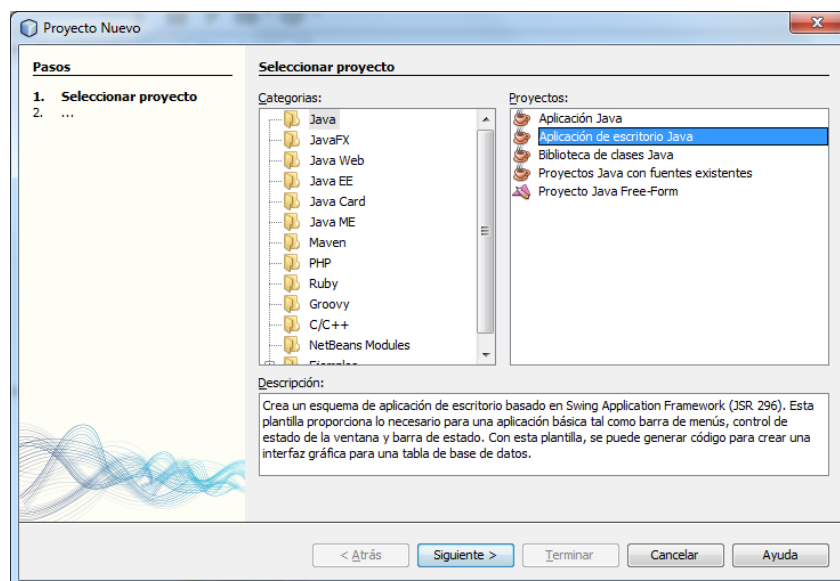 Proyecto Nuevo
Pasos
1. Seleccionar proyecto
2. ...
Seleccionar proyecto
Categorias:
Java
JavaFX
Java Web
Java EE
Java Card
Java ME
Maven
PHP
Ruby
Groovy
C/C++
NetBeans Modules
Ejemplos
Proyectos:
Aplicación Java
Aplicación de escritorio Java
Biblioteca de clases Java
Proyectos Java con fuentes existentes
Proyecto Java Free-Form
Descripción:
Crea un esquema de aplicación de escritorio basado en Swing Application Framework (JSR 296). Esta
plantilla proporciona lo necesario para una aplicación básica tal como barra de menús, control de
estado de la ventana y barra de estado. Con esta plantilla, se puede generar código para crear una
interfaz gráfica para una tabla de base de datos.
< Atrás
Siguiente >
Terminar
Cancelar
Ayuda